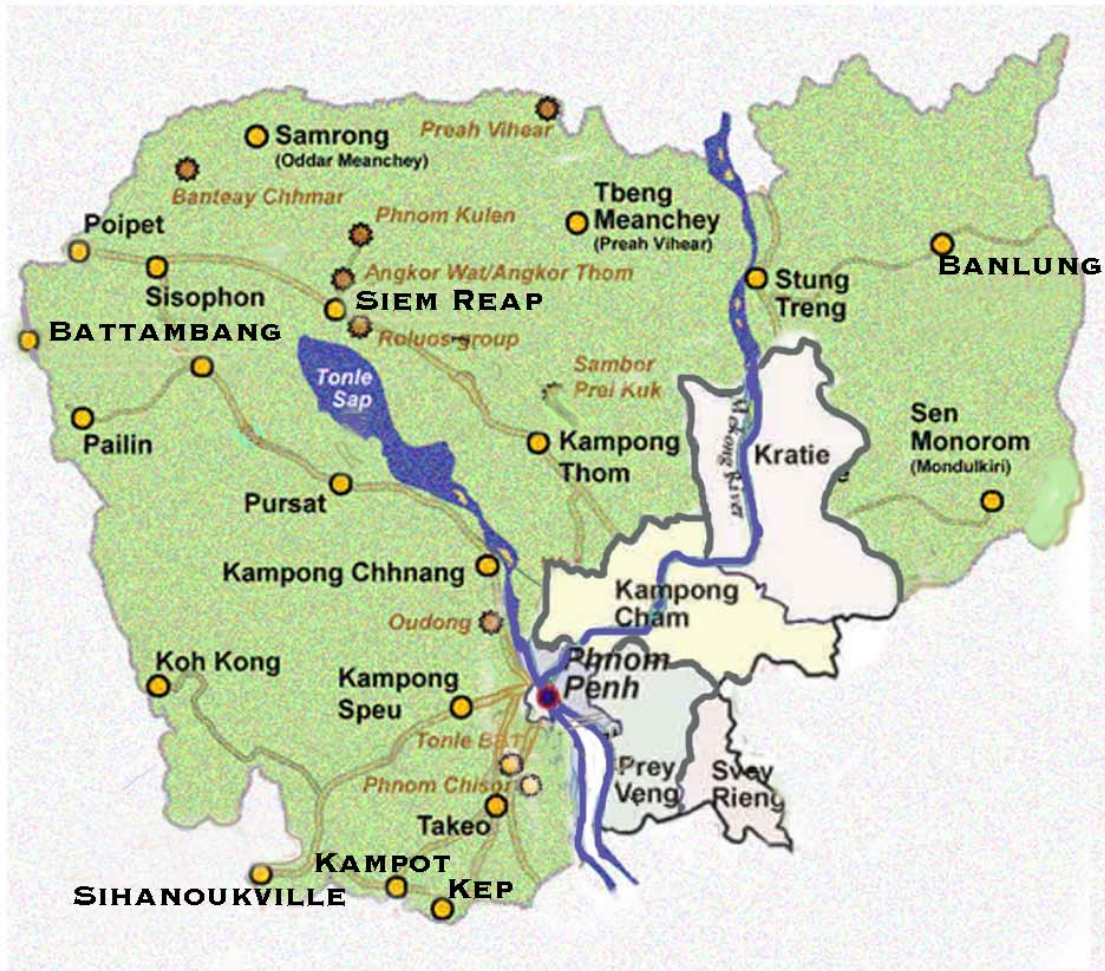 Preah Vihear
Samrong
(Oddar Meanchey)
Banteay Chhmar
Tbeng
Meanchey
(Preah Vihear)
Phnom Kulen
Poipet
BANLUNG
Angkor Wat/Angkor Thom
Sisophon
SIEM REAP
Stung
Treng
BATTAMBANG
Roluos group
Tonle
Sap
Sambor
Prei Kuk
Pailin
Mekong River
Sen
Monorom
(Mondulkiri)
Kampong
Thom
Kratie
Pursat
Kampong Chhnang
Kampong
Cham
Oudong
Koh Kong
Phnom
Penh
Kampong
Speu
Tonle
Prey
Veng
Svey
Rieng
Phnom Chisor
Takeo
KAMPOT
KEP
SIHANOUKVILLE